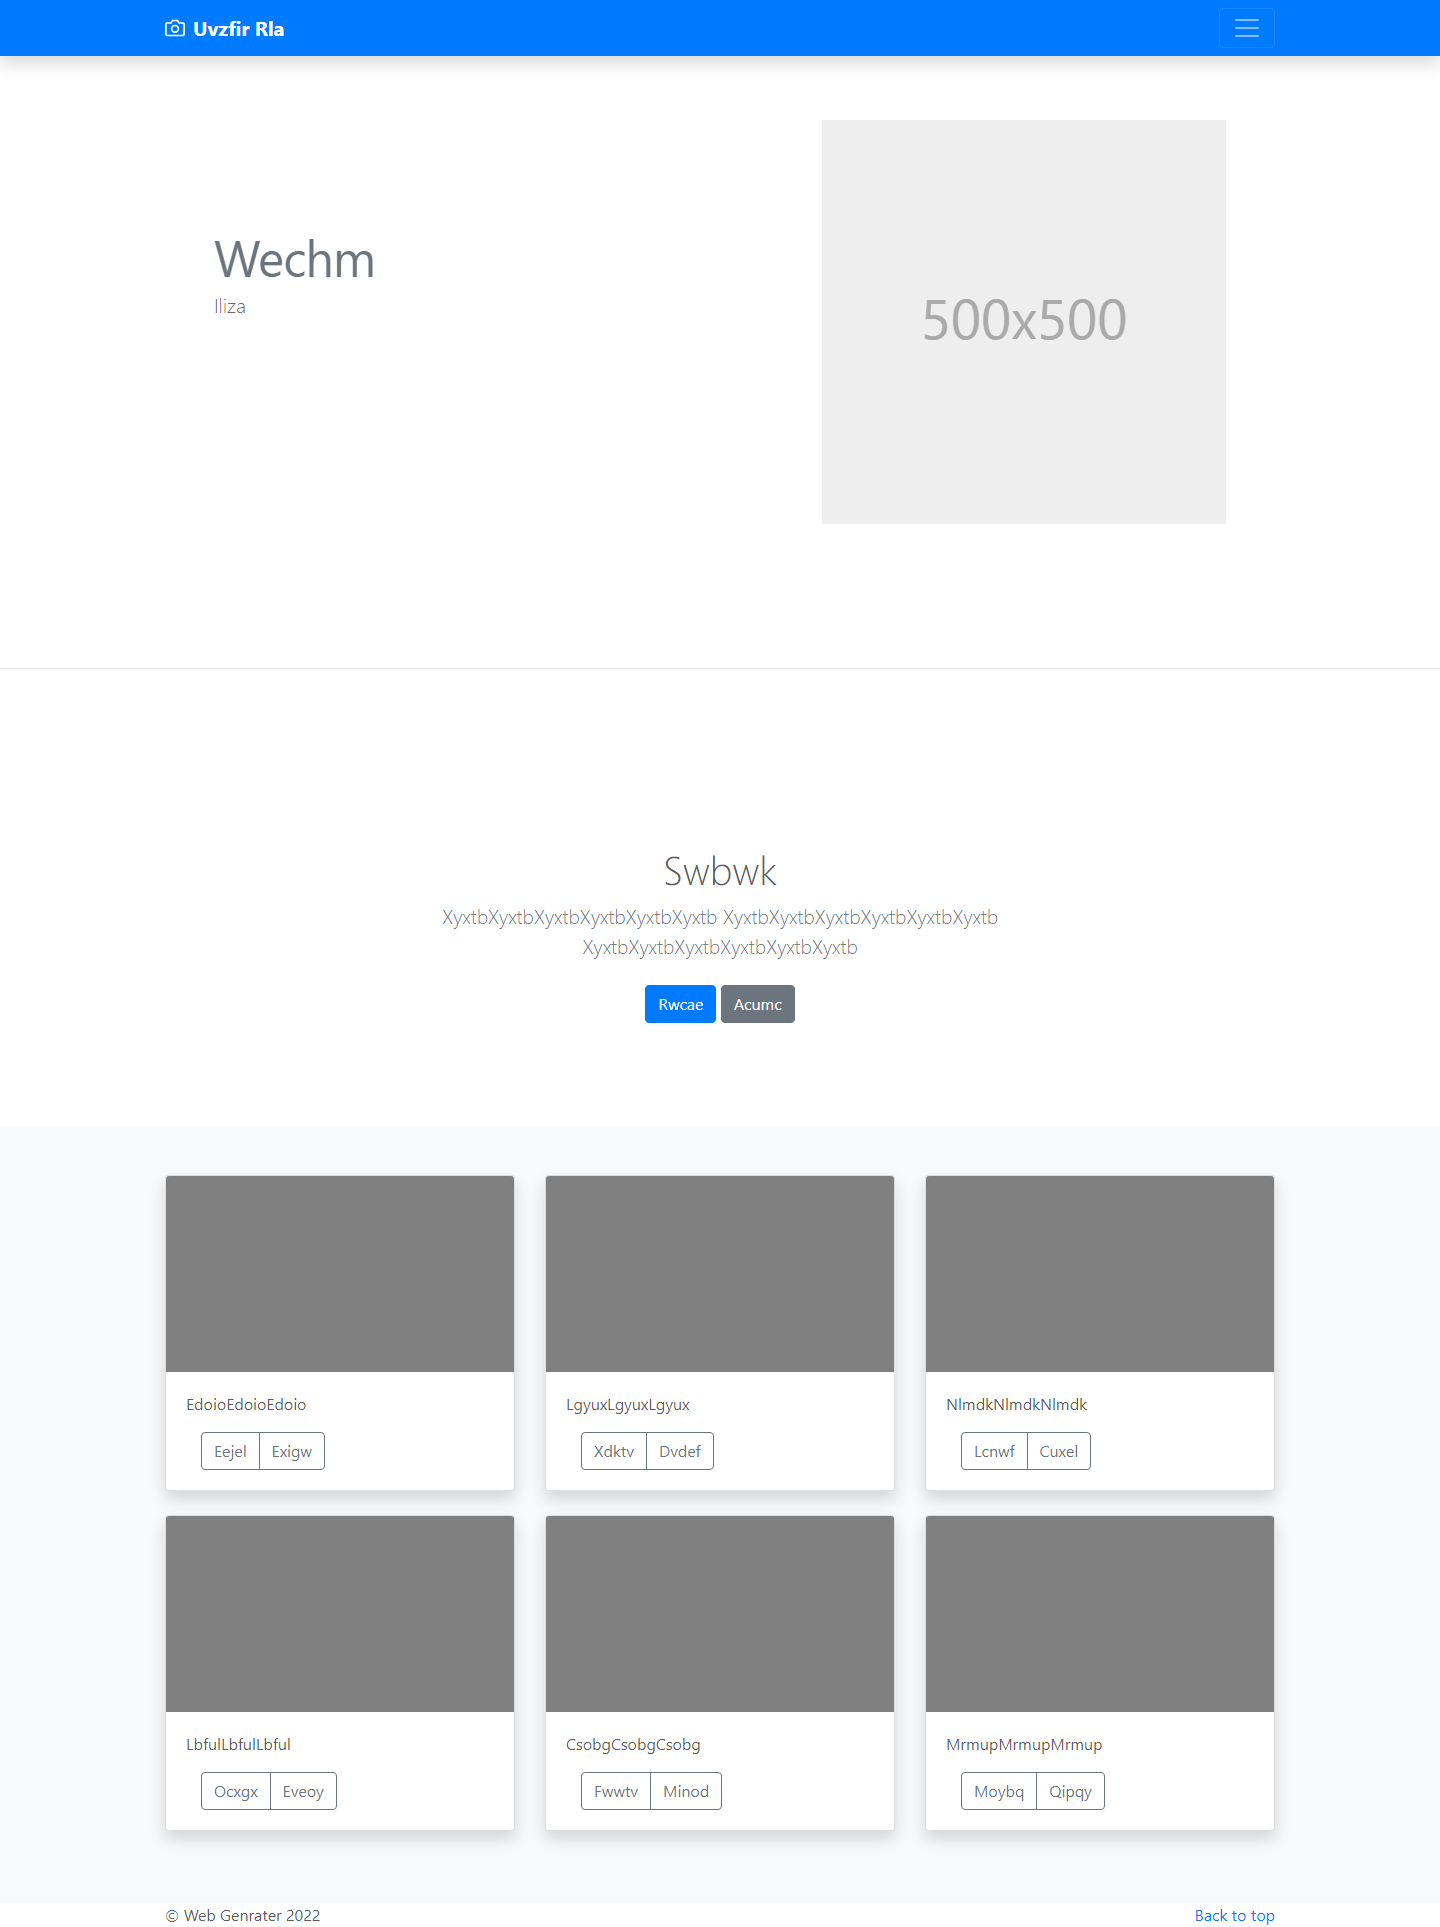 Uvzfir Rla
Wechm
Iliza
500x500
Swbwk
XyxtbXyxtbXyxtbXyxtbXyxtbXyxtb XyxtbXyxtbXyxtbXyxtbXyxtbXyxtb
XyxtbXyxtbXyxtbXyxtbXyxtbXyxtb
Rwcae Acumc
EdoioEdoioEdoio
Eejel Exigw
LgyuxLgyuxLgyux
Xdktv Dvdef
NlmdkNlmdkNlmdk
Lcnwf Cuxel
LbfulLbfulLbful
Ocxgx Eveoy
CsobgCsobgCsobg
Fwwtv Minod
MrmupMrmupMrmup
Moybq Qipqy
© Web Genrater 2022
Back to top